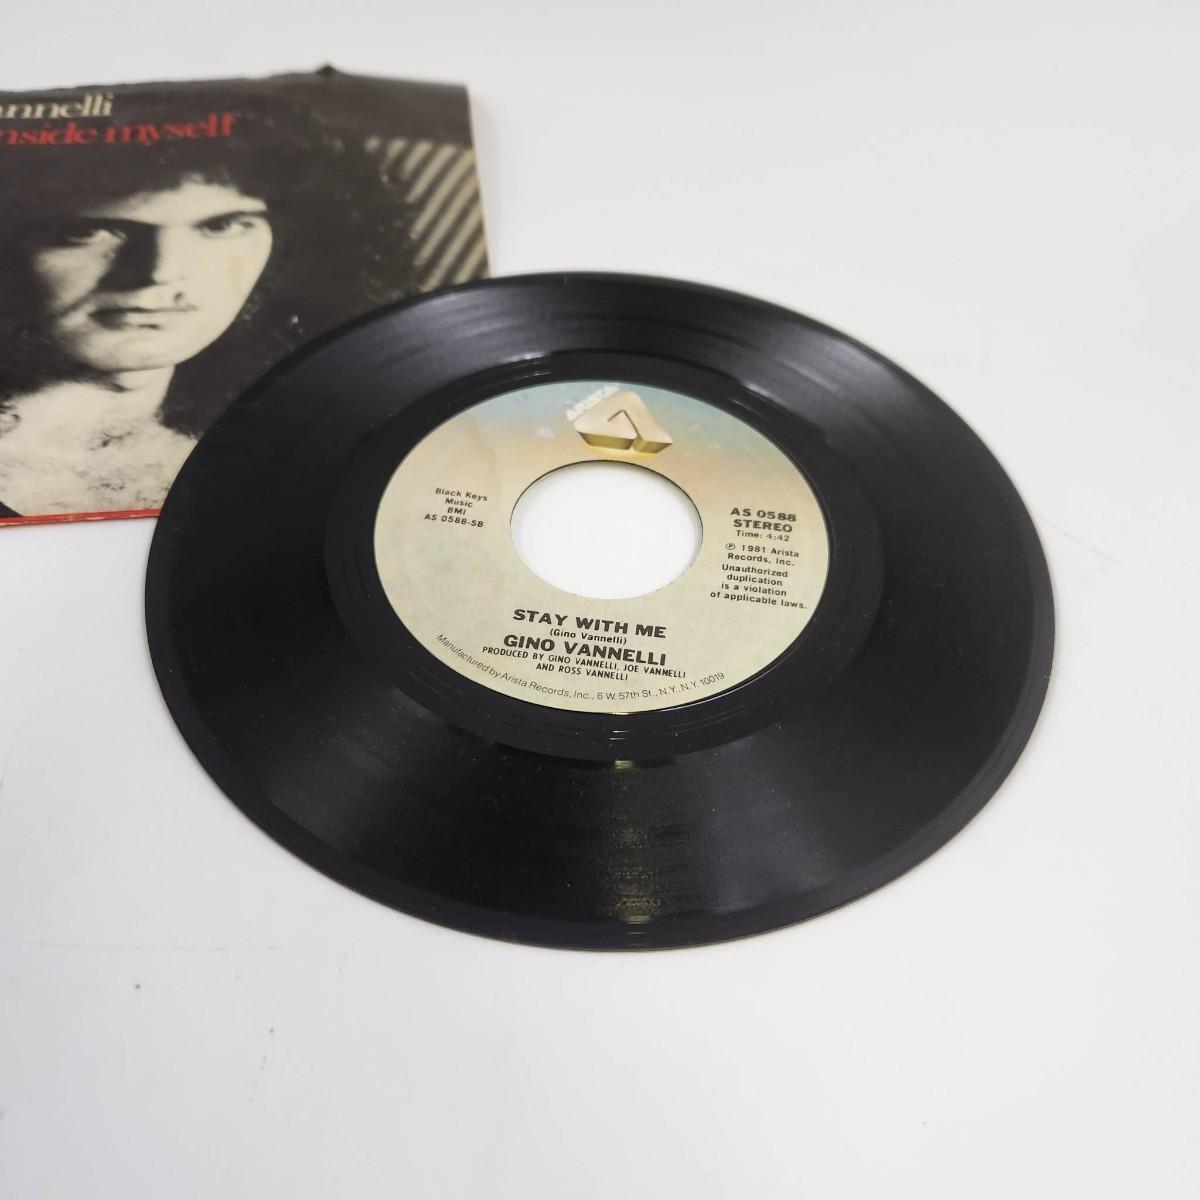 annelli
nside myself
ARISTA
Black Keys
Music
BMI
AS 0588-SB
AS 0588
STEREO
Time: 4:42
℗ 1981 Arista
Records, Inc.
Unauthorized
duplication
is a violation
of applicable laws.
STAY WITH ME
(Gino Vannelli)
GINO VANNELLI
PRODUCED BY GINO VANNELLI, JOE VANNELLI
AND ROSS VANNELLI
Manufactured by Arista Records, Inc., 6 W. 57th St., N.Y., N.Y. 10019